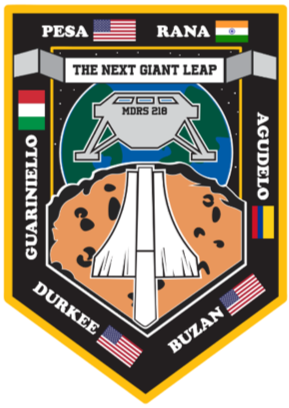 PESA
RANA
THE NEXT GIANT LEAP
MDRS 218
GUARINIELLO
AGUDELO
DURKEE
BUZAN